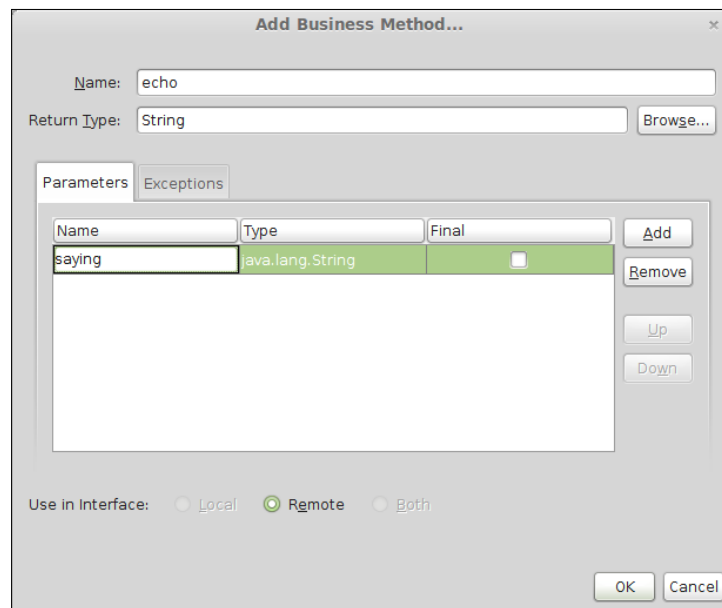 Add Business Method... ×
Name: echo
Return Type: String Browse...
Parameters Exceptions
Name Type Final Add
saying java.lang.String Remove
Up
Down
Use in Interface: Local Remote Both
OK Cancel